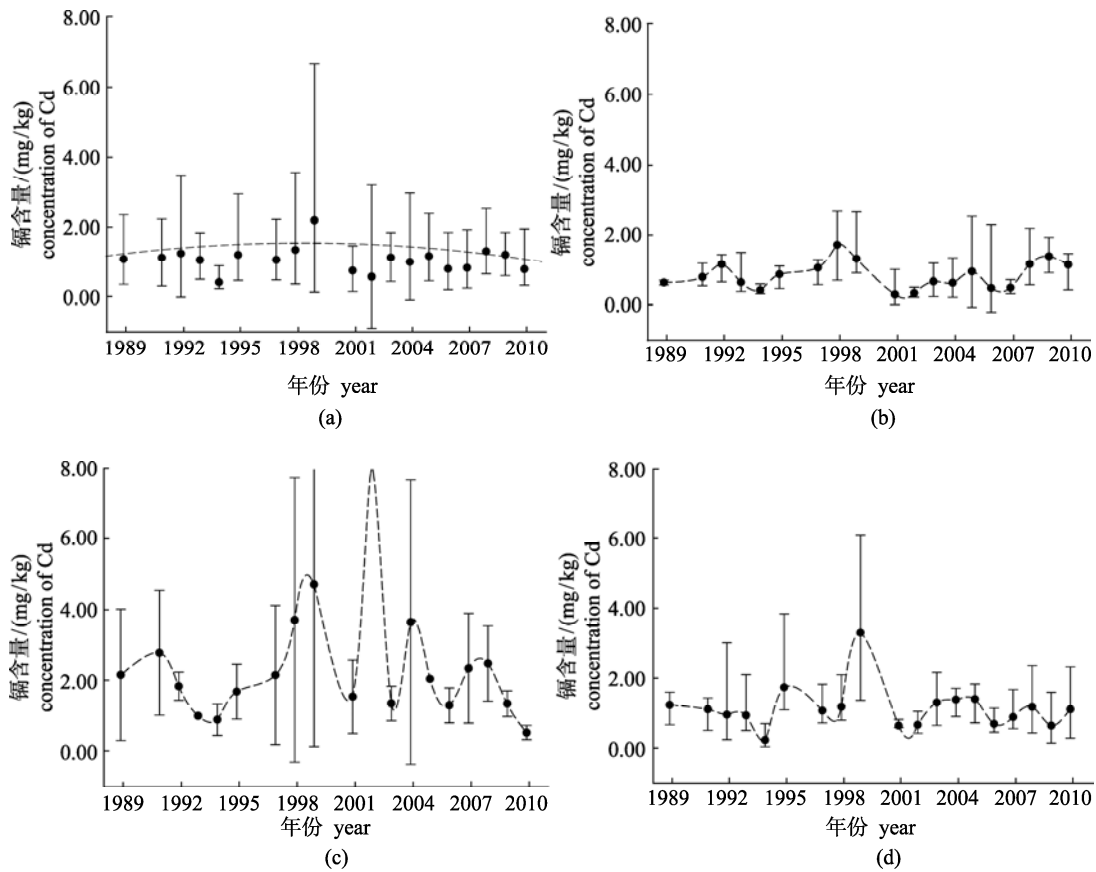 8.00
6.00
4.00
2.00
0.00
镉含量/(mg/kg)
concentration of Cd
1989 1992 1995 1998 2001 2004 2007 2010
年份 year
(a)
8.00
6.00
4.00
2.00
0.00
镉含量/(mg/kg)
concentration of Cd
1989 1992 1995 1998 2001 2004 2007 2010
年份 year
(b)
8.00
6.00
4.00
2.00
0.00
镉含量/(mg/kg)
concentration of Cd
1989 1992 1995 1998 2001 2004 2007 2010
年份 year
(c)
8.00
6.00
4.00
2.00
0.00
镉含量/(mg/kg)
concentration of Cd
1989 1992 1995 1998 2001 2004 2007 2010
年份 year
(d)